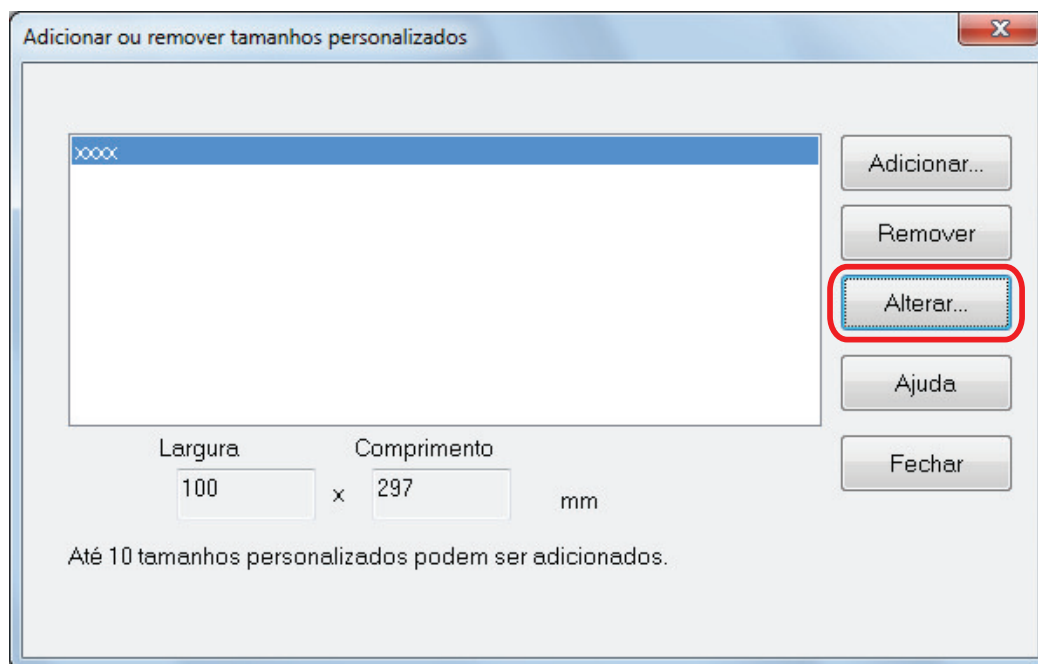 Adicionar ou remover tamanhos personalizados
xxxx
Adicionar...
Remover
Alterar...
Ajuda
Fechar
Largura Comprimento
100 x 297 mm
Até 10 tamanhos personalizados podem ser adicionados.